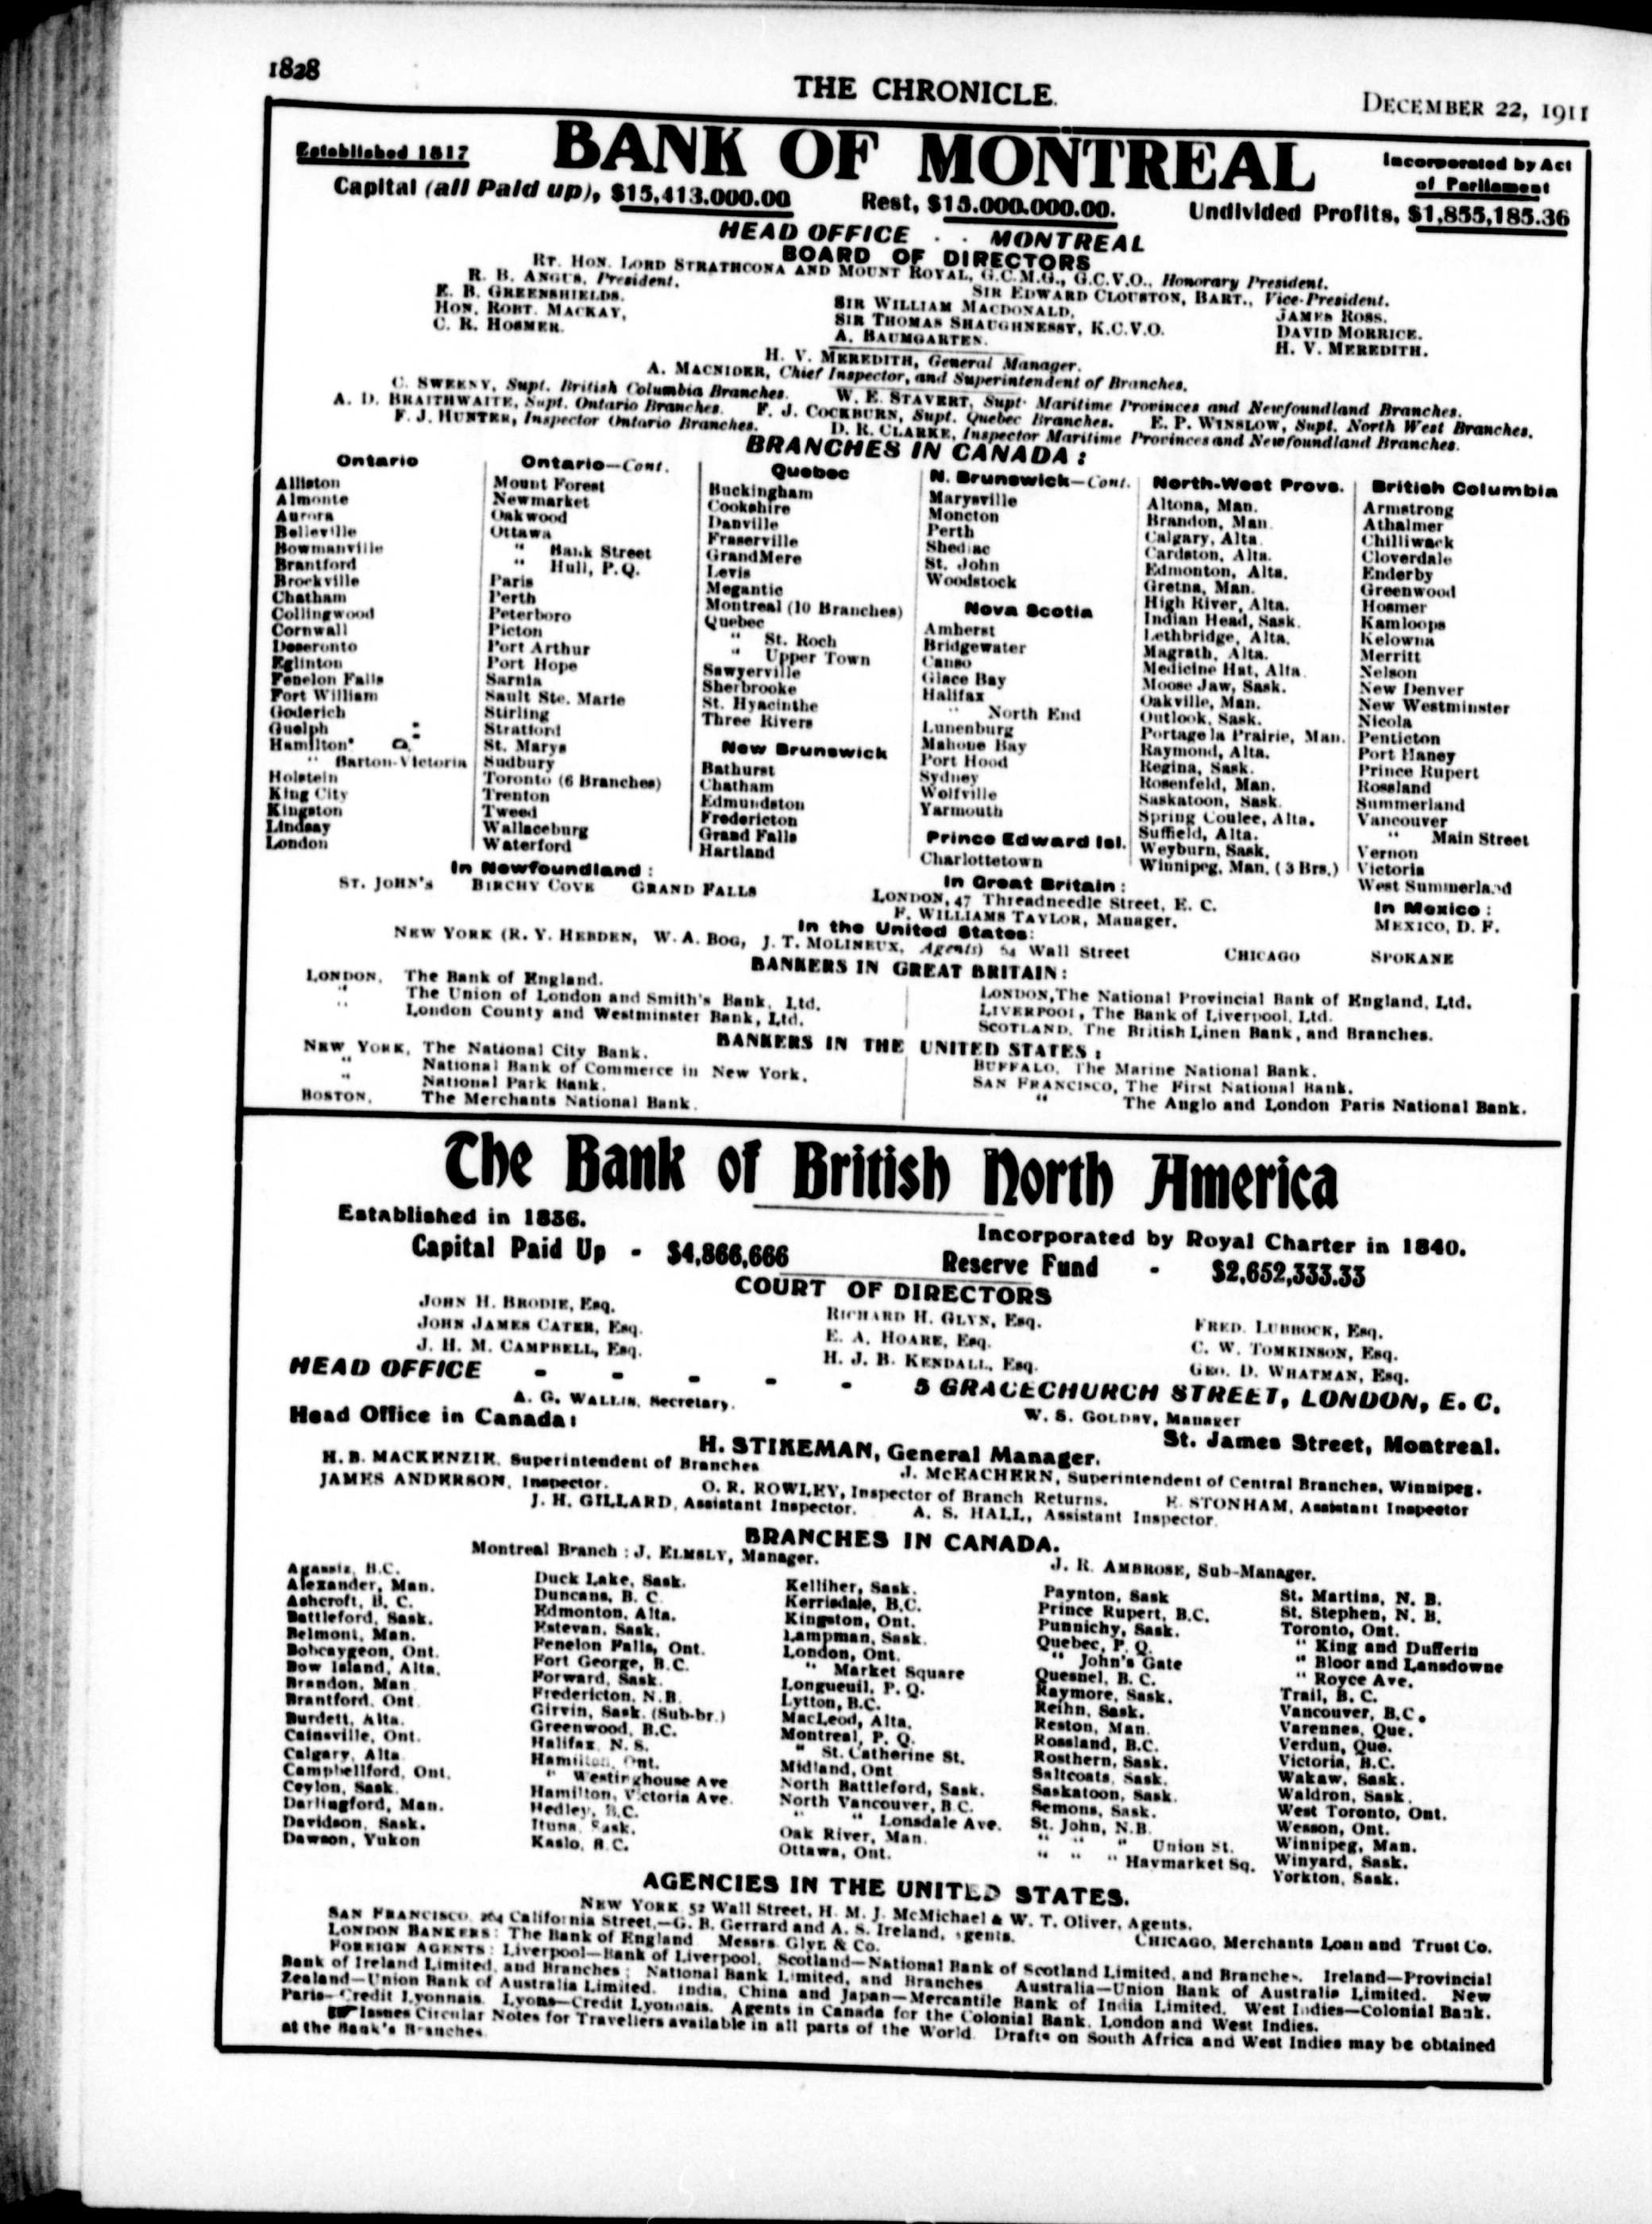 1828
THE CHRONICLE.
DECEMBER 22, 1911
Established 1817
BANK OF MONTREAL
Incorporated by Act
of Parliament
Capital (all Paid up), $15,413.000.00 Rest, $15.000.000.00. Undivided Profits, $1,855,185.36
HEAD OFFICE . . MONTREAL
BOARD OF DIRECTORS
RT. HON. LORD STRATHCONA AND MOUNT ROYAL, G.C.M.G., G.C.V.O., Honorary President.
R. B. ANGUS, President. SIR EDWARD CLOUSTON, BART., Vice-President.
E. B. GREENSHIELDS. SIR WILLIAM MACDONALD, JAMES ROSS.
HON. ROBT. MACKAY, SIR THOMAS SHAUGHNESSY, K.C.V.O. DAVID MORRICE.
C. R. HOSMER. A. BAUMGARTEN. H. V. MEREDITH.
H. V. MEREDITH, General Manager.
A. MACNIDER, Chief Inspector, and Superintendent of Branches.
C. SWEENY, Supt. British Columbia Branches. W. E. STAVERT, Supt. Maritime Provinces and Newfoundland Branches.
A. D. BRAITHWAITE, Supt. Ontario Branches. F. J. COCKBURN, Supt. Quebec Branches. E. P. WINSLOW, Supt. North West Branches.
F. J. HUNTER, Inspector Ontario Branches. D. R. CLARKE, Inspector Maritime Provinces and Newfoundland Branches.
BRANCHES IN CANADA:
Ontario
Alliston
Almonte
Aurora
Belleville
Bowmanville
Brantford
Brockville
Chatham
Collingwood
Cornwall
Deseronto
Eglinton
Fenelon Falls
Fort William
Goderich
Guelph
Hamilton
" Barton-Victoria
Holstein
King City
Kingston
Lindsay
London
Ontario—Cont.
Mount Forest
Newmarket
Oakwood
Ottawa
" Bank Street
" Hull, P.Q.
Paris
Perth
Peterboro
Picton
Port Arthur
Port Hope
Sarnia
Sault Ste. Marie
Stirling
Stratford
St. Marys
Sudbury
Toronto (6 Branches)
Trenton
Tweed
Wallaceburg
Waterford
Quebec
Buckingham
Cookshire
Danville
Fraserville
GrandMere
Levis
Megantic
Montreal (10 Branches)
Quebec
" St. Roch
" Upper Town
Sawyerville
Sherbrooke
St. Hyacinthe
Three Rivers
New Brunswick
Bathurst
Chatham
Edmundston
Fredericton
Grand Falls
Hartland
N. Brunswick—Cont.
Marysville
Moncton
Perth
Shediac
St. John
Woodstock
Nova Scotia
Amherst
Bridgewater
Canso
Glace Bay
Halifax
" North End
Lunenburg
Mahone Bay
Port Hood
Sydney
Wolfville
Yarmouth
Prince Edward Isl.
Charlottetown
North-West Provs.
Altona, Man.
Brandon, Man.
Calgary, Alta.
Cardston, Alta.
Edmonton, Alta.
Gretna, Man.
High River, Alta.
Indian Head, Sask.
Lethbridge, Alta.
Magrath, Alta.
Medicine Hat, Alta.
Moose Jaw, Sask.
Oakville, Man.
Outlook, Sask.
Portage la Prairie, Man.
Raymond, Alta.
Regina, Sask.
Rosenfeld, Man.
Saskatoon, Sask.
Spring Coulee, Alta.
Suffield, Alta.
Weyburn, Sask.
Winnipeg, Man. (3 Brs.)
British Columbia
Armstrong
Athalmer
Chilliwack
Cloverdale
Enderby
Greenwood
Hosmer
Kamloops
Kelowna
Merritt
Nelson
New Denver
New Westminster
Nicola
Penticton
Port Haney
Prince Rupert
Rossland
Summerland
Vancouver
" Main Street
Vernon
Victoria
West Summerland
In Newfoundland:
ST. JOHN'S BIRCHY COVE GRAND FALLS
In Great Britain:
LONDON, 47 Threadneedle Street, E. C.
F. WILLIAMS TAYLOR, Manager.
In Mexico:
MEXICO, D. F.
In the United States:
NEW YORK (R. Y. HEBDEN, W. A. BOG, J. T. MOLINEUX, Agents) 64 Wall Street CHICAGO SPOKANE
BANKERS IN GREAT BRITAIN:
LONDON, The Bank of England.
" The Union of London and Smith's Bank, Ltd.
" London County and Westminster Bank, Ltd.
LONDON, The National Provincial Bank of England, Ltd.
LIVERPOOL, The Bank of Liverpool, Ltd.
SCOTLAND, The British Linen Bank, and Branches.
BANKERS IN THE UNITED STATES:
NEW YORK, The National City Bank.
" National Bank of Commerce in New York.
" National Park Bank.
BOSTON, The Merchants National Bank.
BUFFALO, The Marine National Bank.
SAN FRANCISCO, The First National Bank.
" The Anglo and London Paris National Bank.
The Bank of British North America
Established in 1836. Incorporated by Royal Charter in 1840.
Capital Paid Up - $4,866,666 Reserve Fund - $2,652,333.33
COURT OF DIRECTORS
JOHN H. BRODIE, Esq. RICHARD H. GLYN, Esq. FRED. LUBBOCK, Esq.
JOHN JAMES CATER, Esq. E. A. HOARE, Esq. C. W. TOMKINSON, Esq.
J. H. M. CAMPBELL, Esq. H. J. B. KENDALL, Esq. GEO. D. WHATMAN, Esq.
HEAD OFFICE - - - - - 5 GRACECHURCH STREET, LONDON, E. C.
A. G. WALLIS, Secretary. W. S. GOLDBY, Manager
Head Office in Canada: St. James Street, Montreal.
H. STIKEMAN, General Manager.
H. B. MACKENZIE, Superintendent of Branches J. McEACHERN, Superintendent of Central Branches, Winnipeg.
JAMES ANDERSON, Inspector. O. R. ROWLEY, Inspector of Branch Returns. E. STONHAM, Assistant Inspector
J. H. GILLARD, Assistant Inspector. A. S. HALL, Assistant Inspector.
BRANCHES IN CANADA.
Montreal Branch: J. ELMSLY, Manager. J. R. AMBROSE, Sub-Manager.
Agassiz, B.C.
Alexander, Man.
Ashcroft, B. C.
Battleford, Sask.
Belmont, Man.
Bobcaygeon, Ont.
Bow Island, Alta.
Brandon, Man
Brantford, Ont
Burdett, Alta.
Cainsville, Ont.
Calgary, Alta
Campbellford, Ont.
Ceylon, Sask.
Darlingford, Man.
Davidson, Sask.
Dawson, Yukon
Duck Lake, Sask.
Duncans, B. C
Edmonton, Alta.
Estevan, Sask.
Fenelon Falls, Ont.
Fort George, B.C.
Forward, Sask.
Fredericton, N.B.
Girvin, Sask. (Sub-br.)
Greenwood, B.C.
Halifax, N. S.
Hamilton, Ont.
" Westinghouse Ave
Hamilton, Victoria Ave.
Hedley, B.C.
Ituna, Sask.
Kaslo, B.C.
Kelliher, Sask.
Kerrisdale, B.C.
Kingston, Ont.
Lampman, Sask.
London, Ont.
" Market Square
Longueuil, P. Q.
Lytton, B.C.
MacLeod, Alta.
Montreal, P. Q.
" St. Catherine St.
Midland, Ont
North Battleford, Sask.
North Vancouver, B.C.
" " Lonsdale Ave.
Oak River, Man.
Ottawa, Ont.
Paynton, Sask
Prince Rupert, B.C.
Punnichy, Sask.
Quebec, P. Q.
" John's Gate
Quesnel, B. C.
Raymore, Sask.
Reihn, Sask.
Reston, Man.
Rossland, B.C.
Rosthern, Sask.
Saltcoats, Sask.
Saskatoon, Sask.
Semons, Sask.
St. John, N.B.
" " " Union St.
" " " Haymarket Sq.
St. Martins, N. B.
St. Stephen, N. B.
Toronto, Ont.
" King and Dufferin
" Bloor and Lansdowne
" Royce Ave.
Trail, B. C.
Vancouver, B.C.
Varennes, Que.
Verdun, Que.
Victoria, B.C.
Wakaw, Sask.
Waldron, Sask.
West Toronto, Ont.
Wesson, Ont.
Winnipeg, Man.
Winyard, Sask.
Yorkton, Sask.
AGENCIES IN THE UNITED STATES.
NEW YORK 52 Wall Street, H. M. J. McMichael & W. T. Oliver, Agents.
SAN FRANCISCO, 264 California Street,—G. B. Gerrard and A. S. Ireland, Agents. CHICAGO, Merchants Loan and Trust Co.
LONDON BANKERS: The Bank of England Messrs. Glyn & Co.
FOREIGN AGENTS: Liverpool—Bank of Liverpool. Scotland—National Bank of Scotland Limited, and Branches. Ireland—Provincial
Bank of Ireland Limited, and Branches; National Bank Limited, and Branches Australia—Union Bank of Australia Limited. New
Zealand—Union Bank of Australia Limited. India, China and Japan—Mercantile Bank of India Limited. West Indies—Colonial Bank.
Paris—Credit Lyonnais. Lyons—Credit Lyonnais. Agents in Canada for the Colonial Bank, London and West Indies.
☞ Issues Circular Notes for Travellers available in all parts of the World. Drafts on South Africa and West Indies may be obtained
at the Bank's Branches.